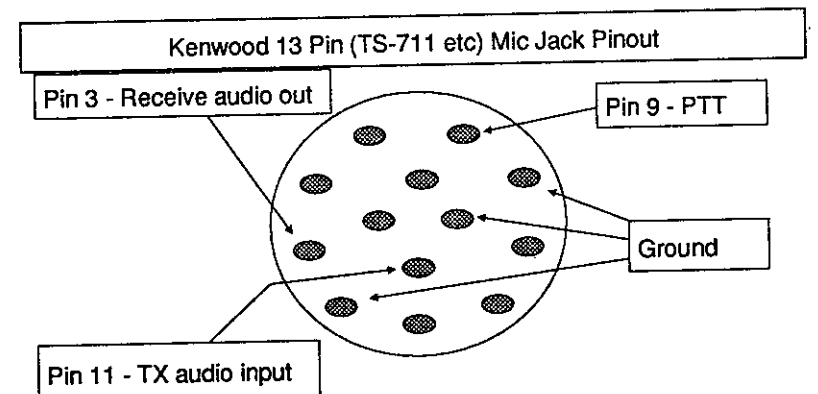 Kenwood 13 Pin (TS-711 etc) Mic Jack Pinout
Pin 3 - Receive audio out
Pin 9 - PTT
Ground
Pin 11 - TX audio input